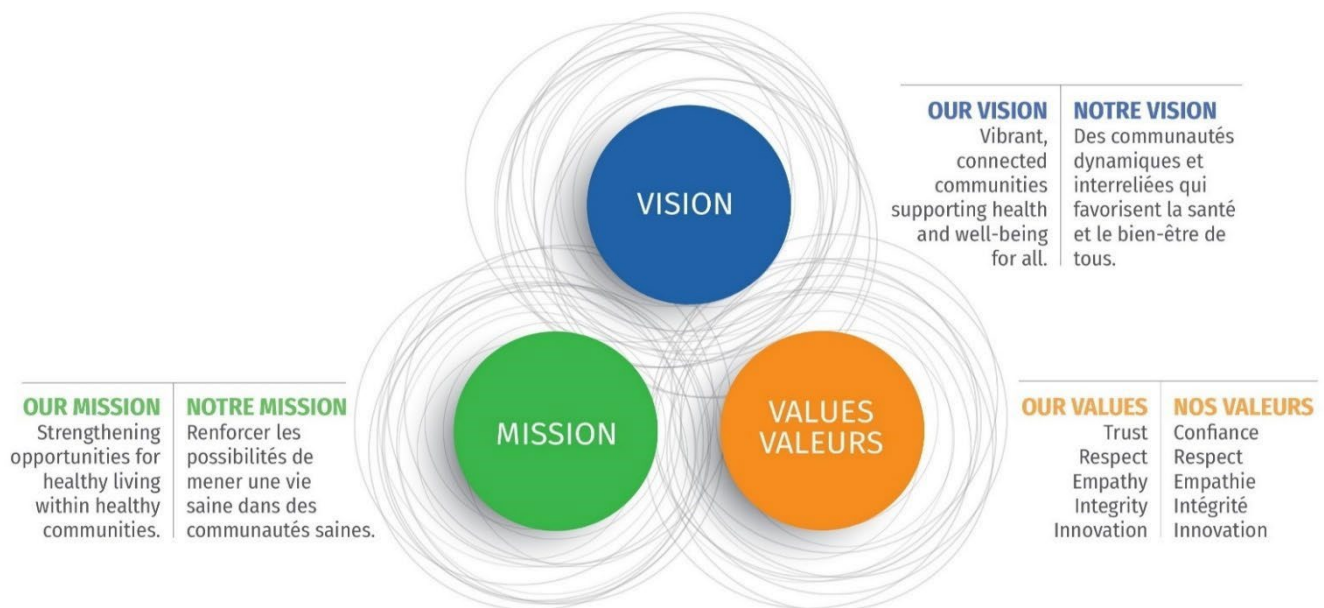 VISION
OUR VISION
Vibrant,
connected
communities
supporting health
and well-being
for all.
NOTRE VISION
Des communautés
dynamiques et
interreliées qui
favorisent la santé
et le bien-être de
tous.
MISSION
OUR MISSION
Strengthening
opportunities for
healthy living
within healthy
communities.
NOTRE MISSION
Renforcer les
possibilités de
mener une vie
saine dans des
communautés saines.
VALUES
VALEURS
OUR VALUES
Trust
Respect
Empathy
Integrity
Innovation
NOS VALEURS
Confiance
Respect
Empathie
Intégrité
Innovation